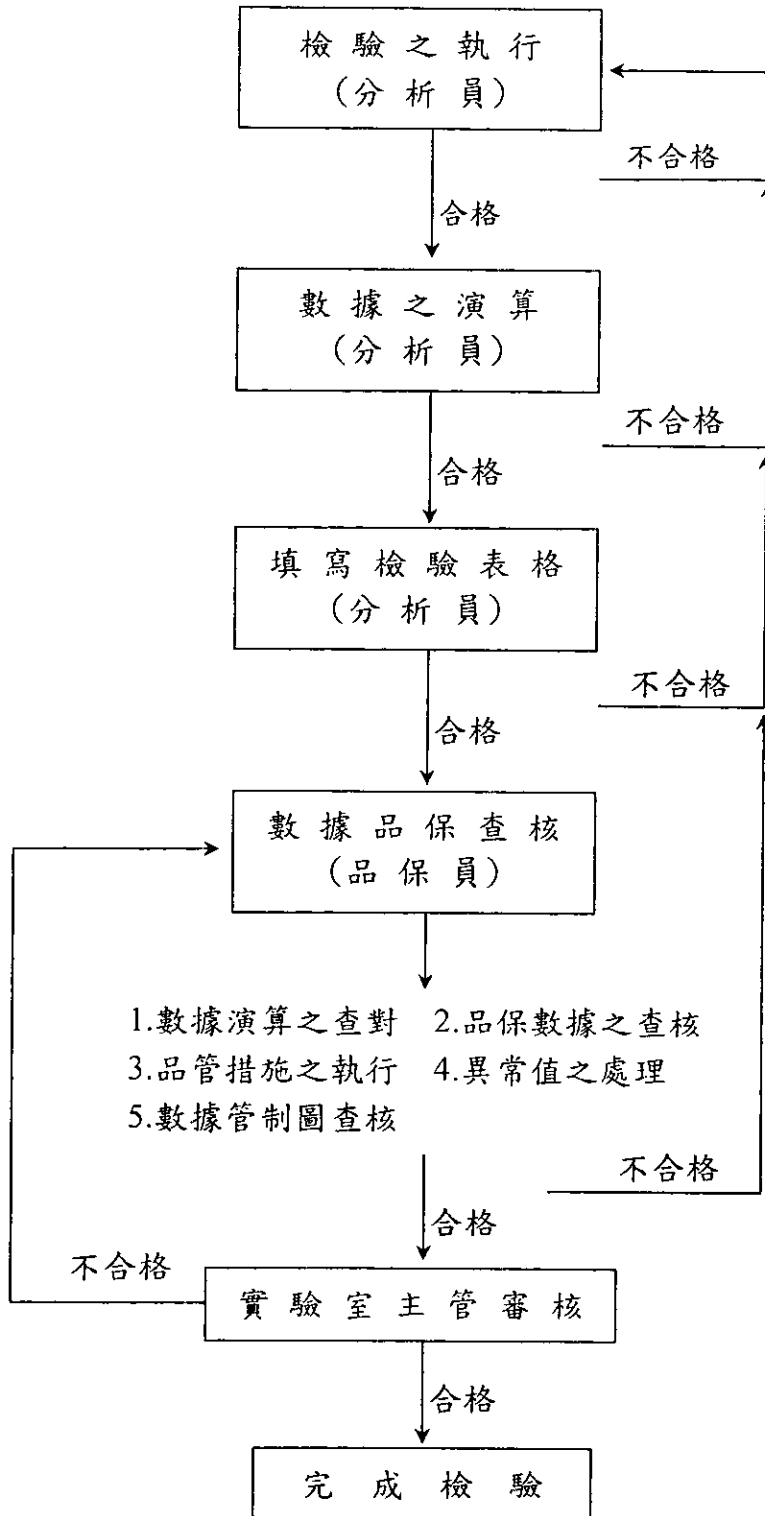 檢驗之執行
(分析員)
不合格
合格
數據之演算
(分析員)
不合格
合格
填寫檢驗表格
(分析員)
不合格
合格
數據品保查核
(品保員)
1.數據演算之查對 2.品保數據之查核
3.品管措施之執行 4.異常值之處理
5.數據管制圖查核
不合格
合格
不合格
實驗室主管審核
合格
完成檢驗